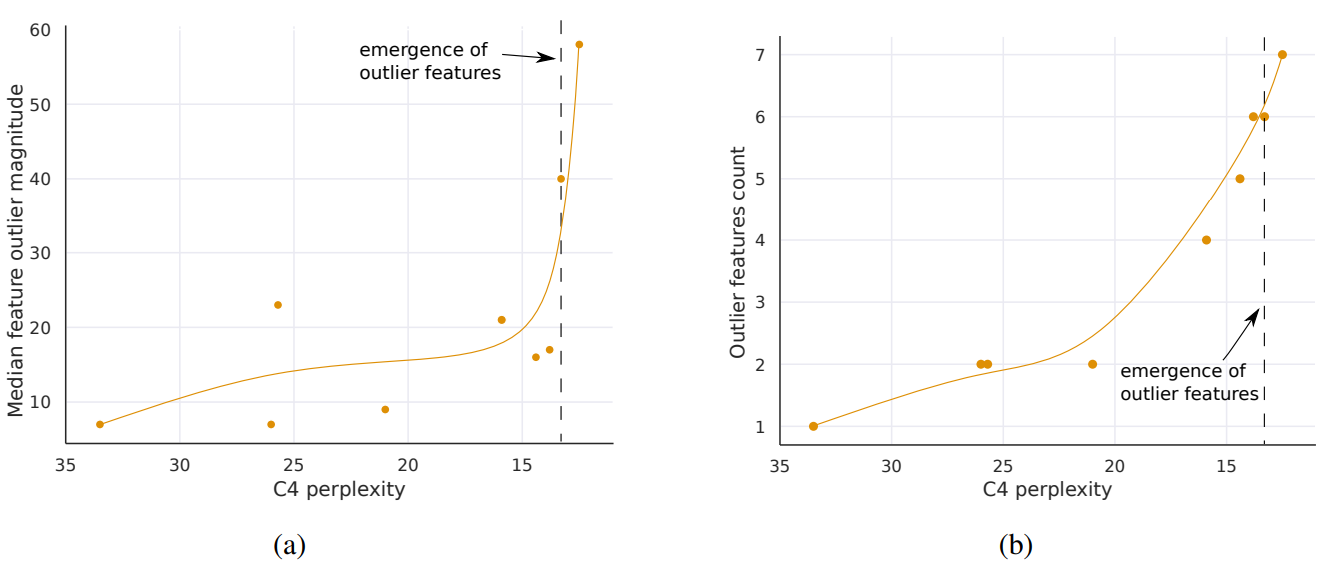 60
50
40
30
20
10
Median feature outlier magnitude
emergence of
outlier features
35 30 25 20 15
C4 perplexity
(a)
7
6
5
4
3
2
1
Outlier features count
emergence of
outlier features
35 30 25 20 15
C4 perplexity
(b)